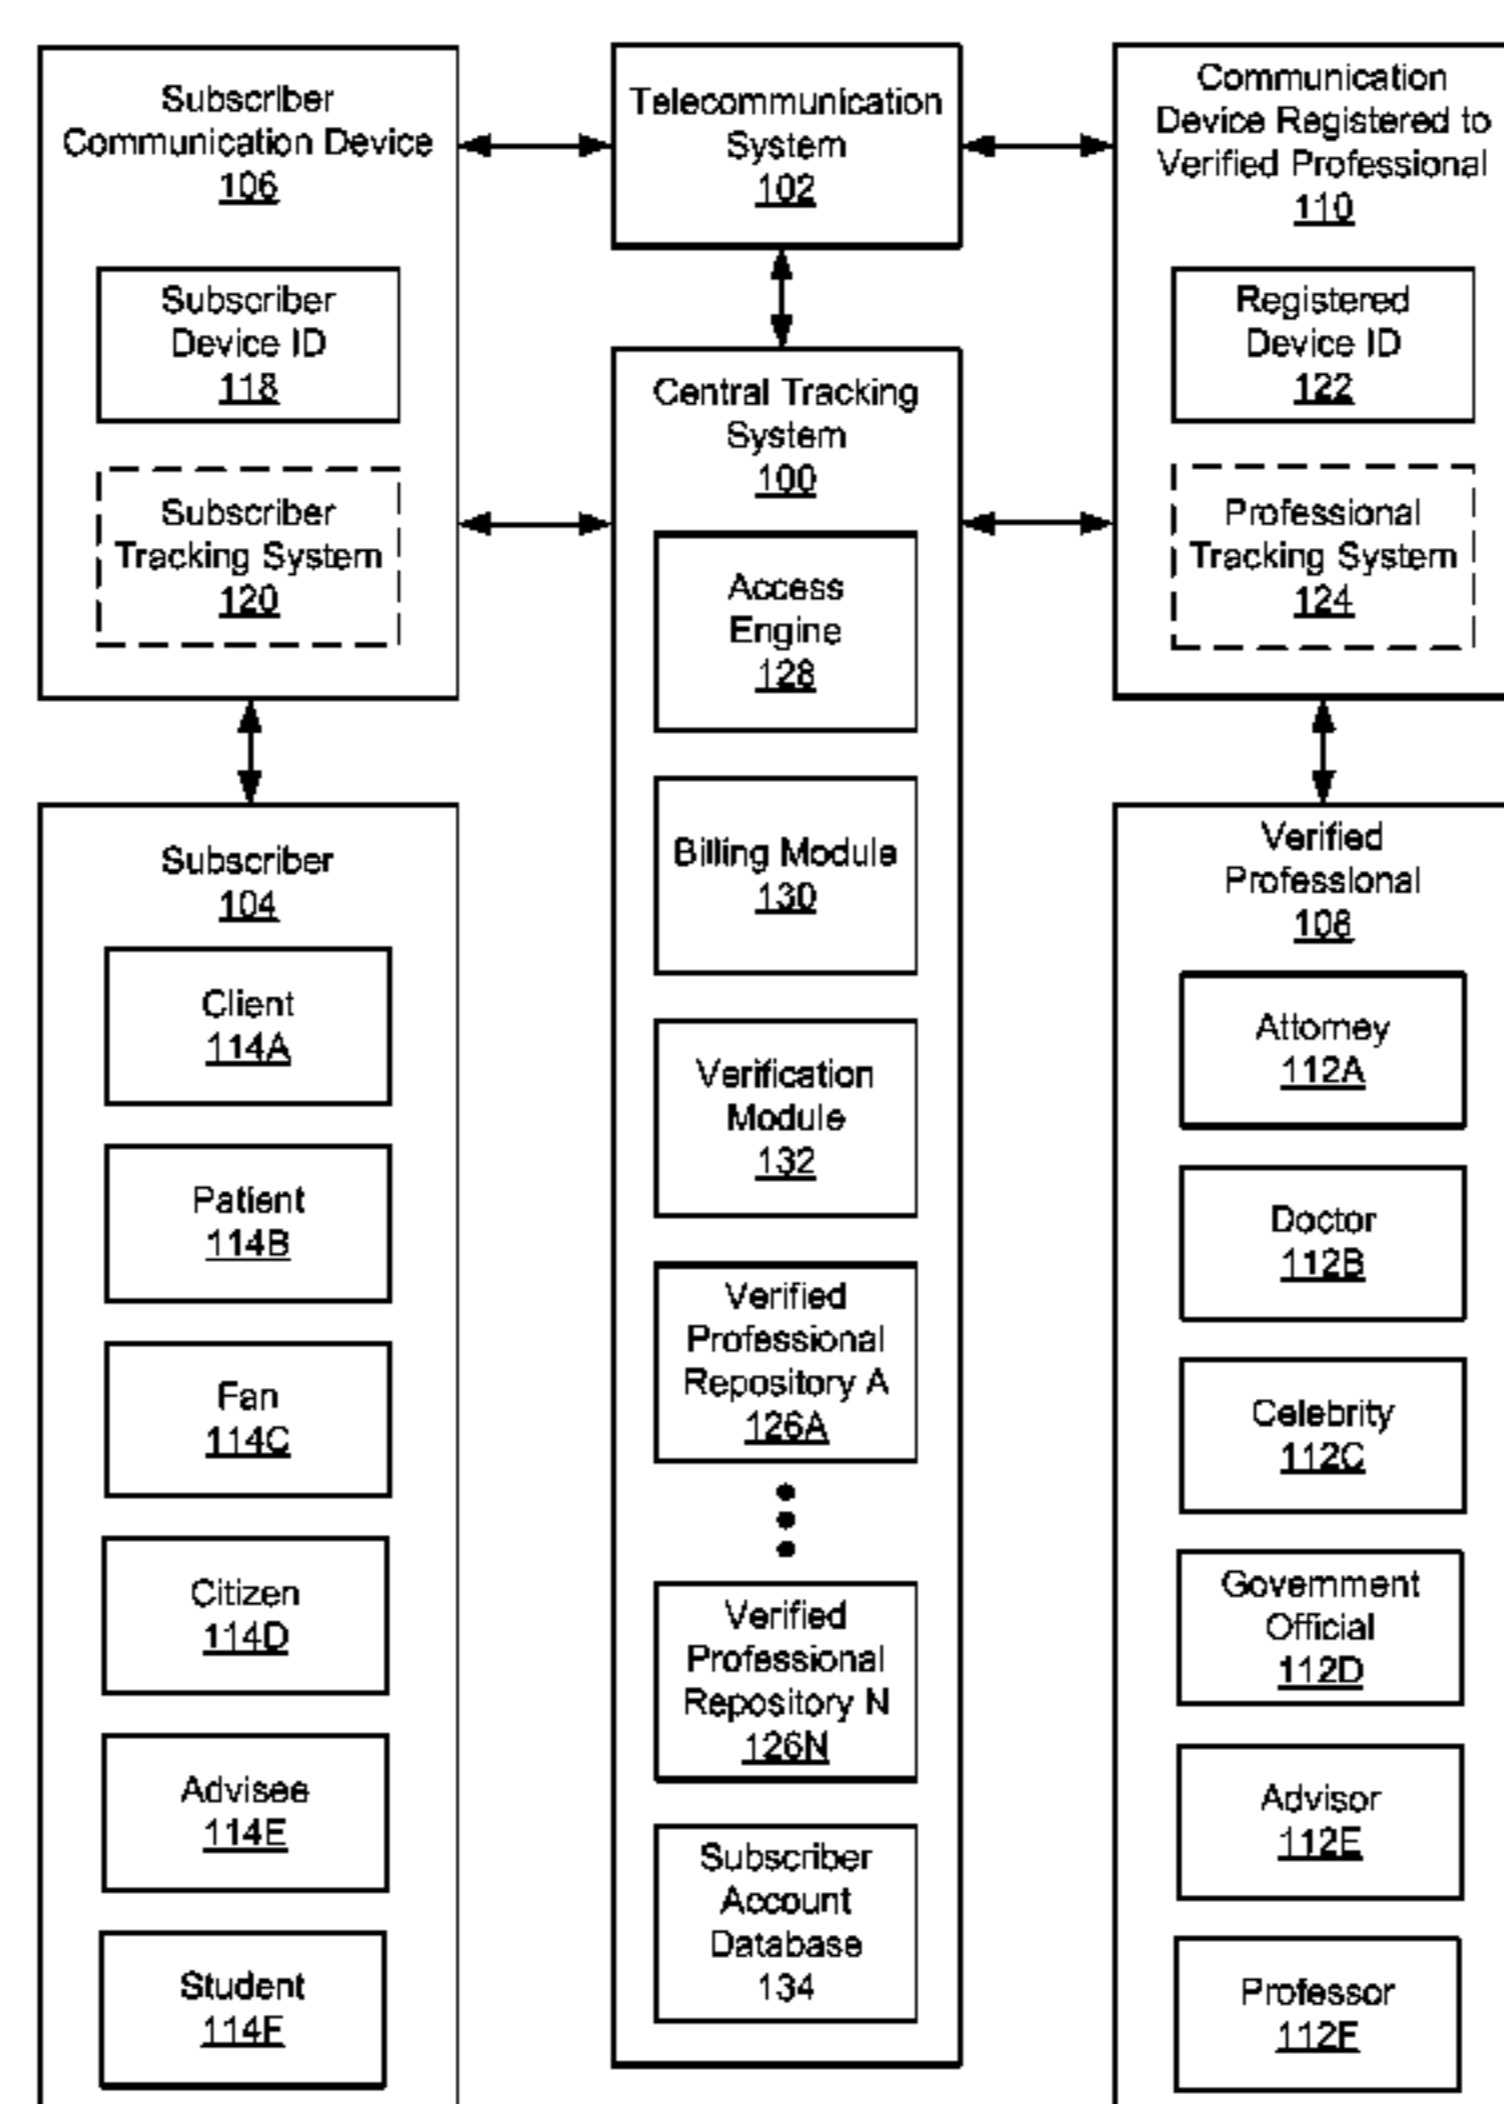 Subscriber
Communication Device
106
Subscriber
Device ID
118
Subscriber
Tracking System
120
Subscriber
104
Client
114A
Patient
114B
Fan
114C
Citizen
114D
Advisee
114E
Student
114F
Telecommunication
System
102
Central Tracking
System
100
Access
Engine
128
Billing Module
130
Verification
Module
132
Verified
Professional
Repository A
126A
Verified
Professional
Repository N
126N
Subscriber
Account
Database
134
Communication
Device Registered to
Verified Professional
110
Registered
Device ID
122
Professional
Tracking System
124
Verified
Professional
108
Attorney
112A
Doctor
112B
Celebrity
112C
Government
Official
112D
Advisor
112E
Professor
112F